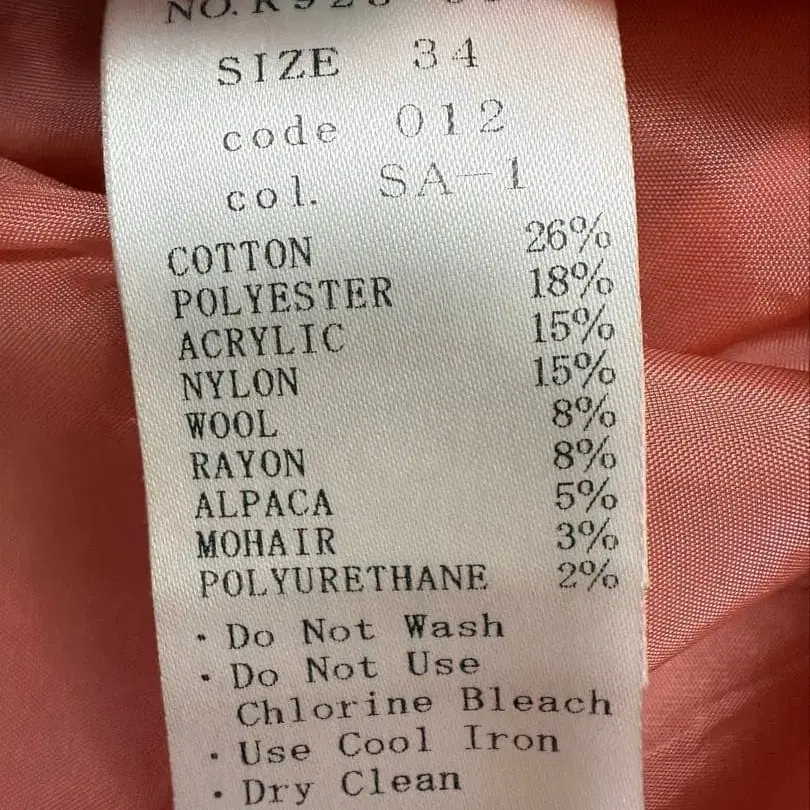 SIZE 34
code 012
col. SA-1
COTTON 26%
POLYESTER 18%
ACRYLIC 15%
NYLON 15%
WOOL 8%
RAYON 8%
ALPACA 5%
MOHAIR 3%
POLYURETHANE 2%
・Do Not Wash
・Do Not Use
Chlorine Bleach
・Use Cool Iron
・Dry Clean